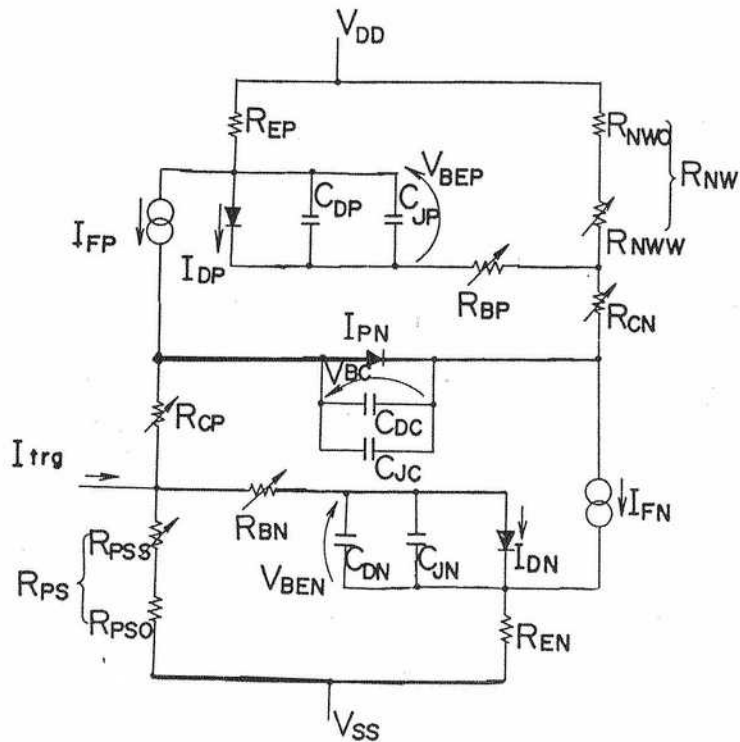 VDD
REP
RNWO
RNW
VBEP
CDP
CJP
IFP
IDP
RNWW
RBP
RCN
IPN
VBC
CDC
CJC
RCP
Itrg
RBN
IFN
RPSS
RPS
VBEN
CDN
CJN
IDN
RPSO
REN
VSS